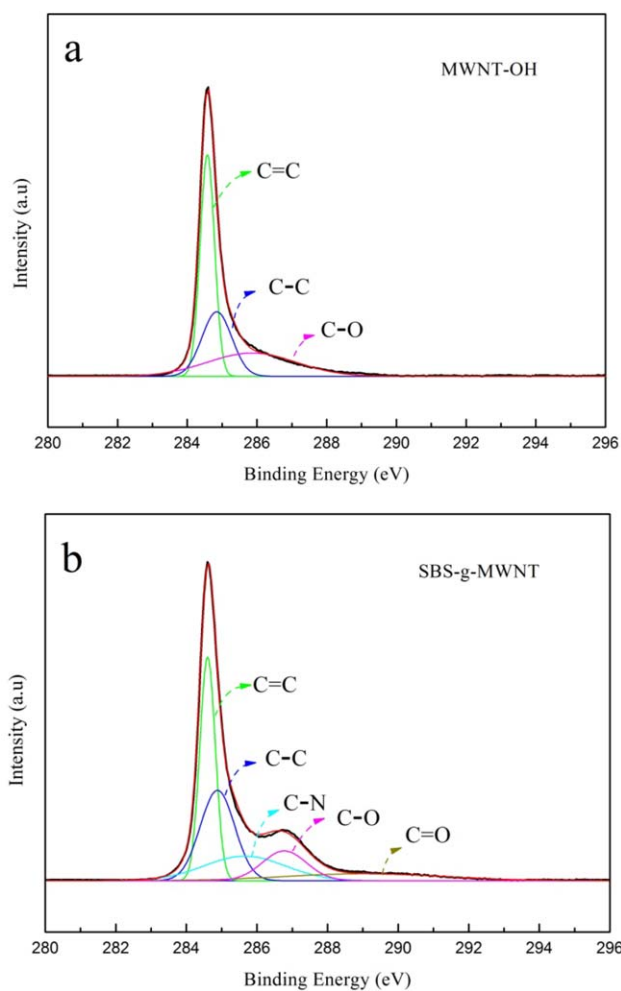 a
MWNT-OH
C=C
C-C
C-O
Intensity (a.u)
280 282 284 286 288 290 292 294 296
Binding Energy (eV)
b
SBS-g-MWNT
C=C
C-C
C-N
C-O
C=O
Intensity (a.u)
280 282 284 286 288 290 292 294 296
Binding Energy (eV)